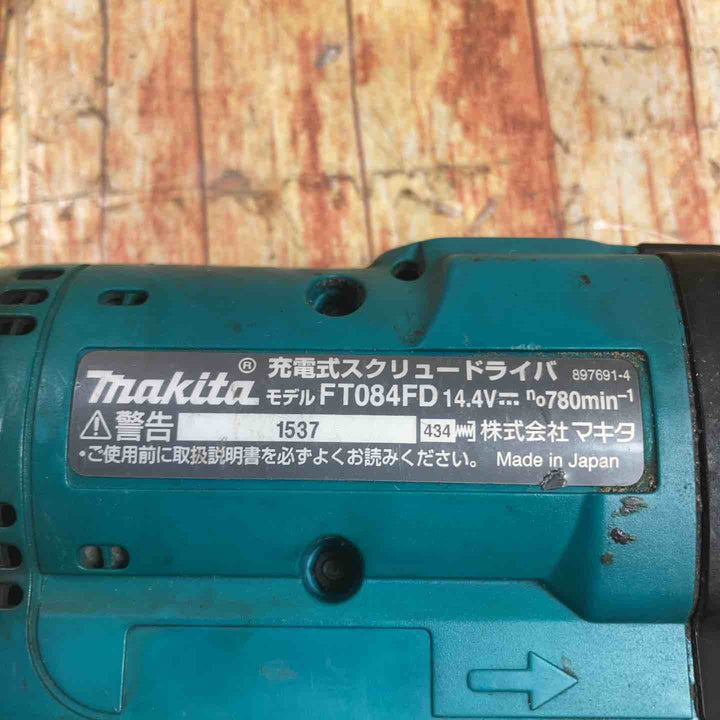 makita® 充電式スクリュードライバ 897691-4
モデル FT084FD 14.4V⎓ n₀780min⁻¹
⚠警告 1537 434 株式会社 マキタ
・ご使用前に取扱説明書を必ずよくお読みください。 Made in Japan